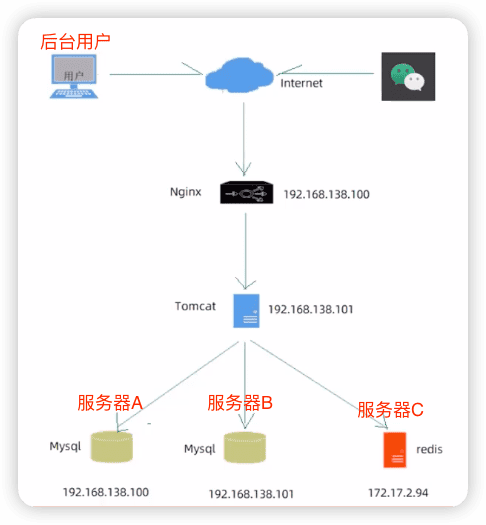 后台用户
用户
Internet
Nginx
192.168.138.100
Tomcat
192.168.138.101
服务器A
服务器B
服务器C
Mysql
Mysql
redis
192.168.138.100
192.168.138.101
172.17.2.94